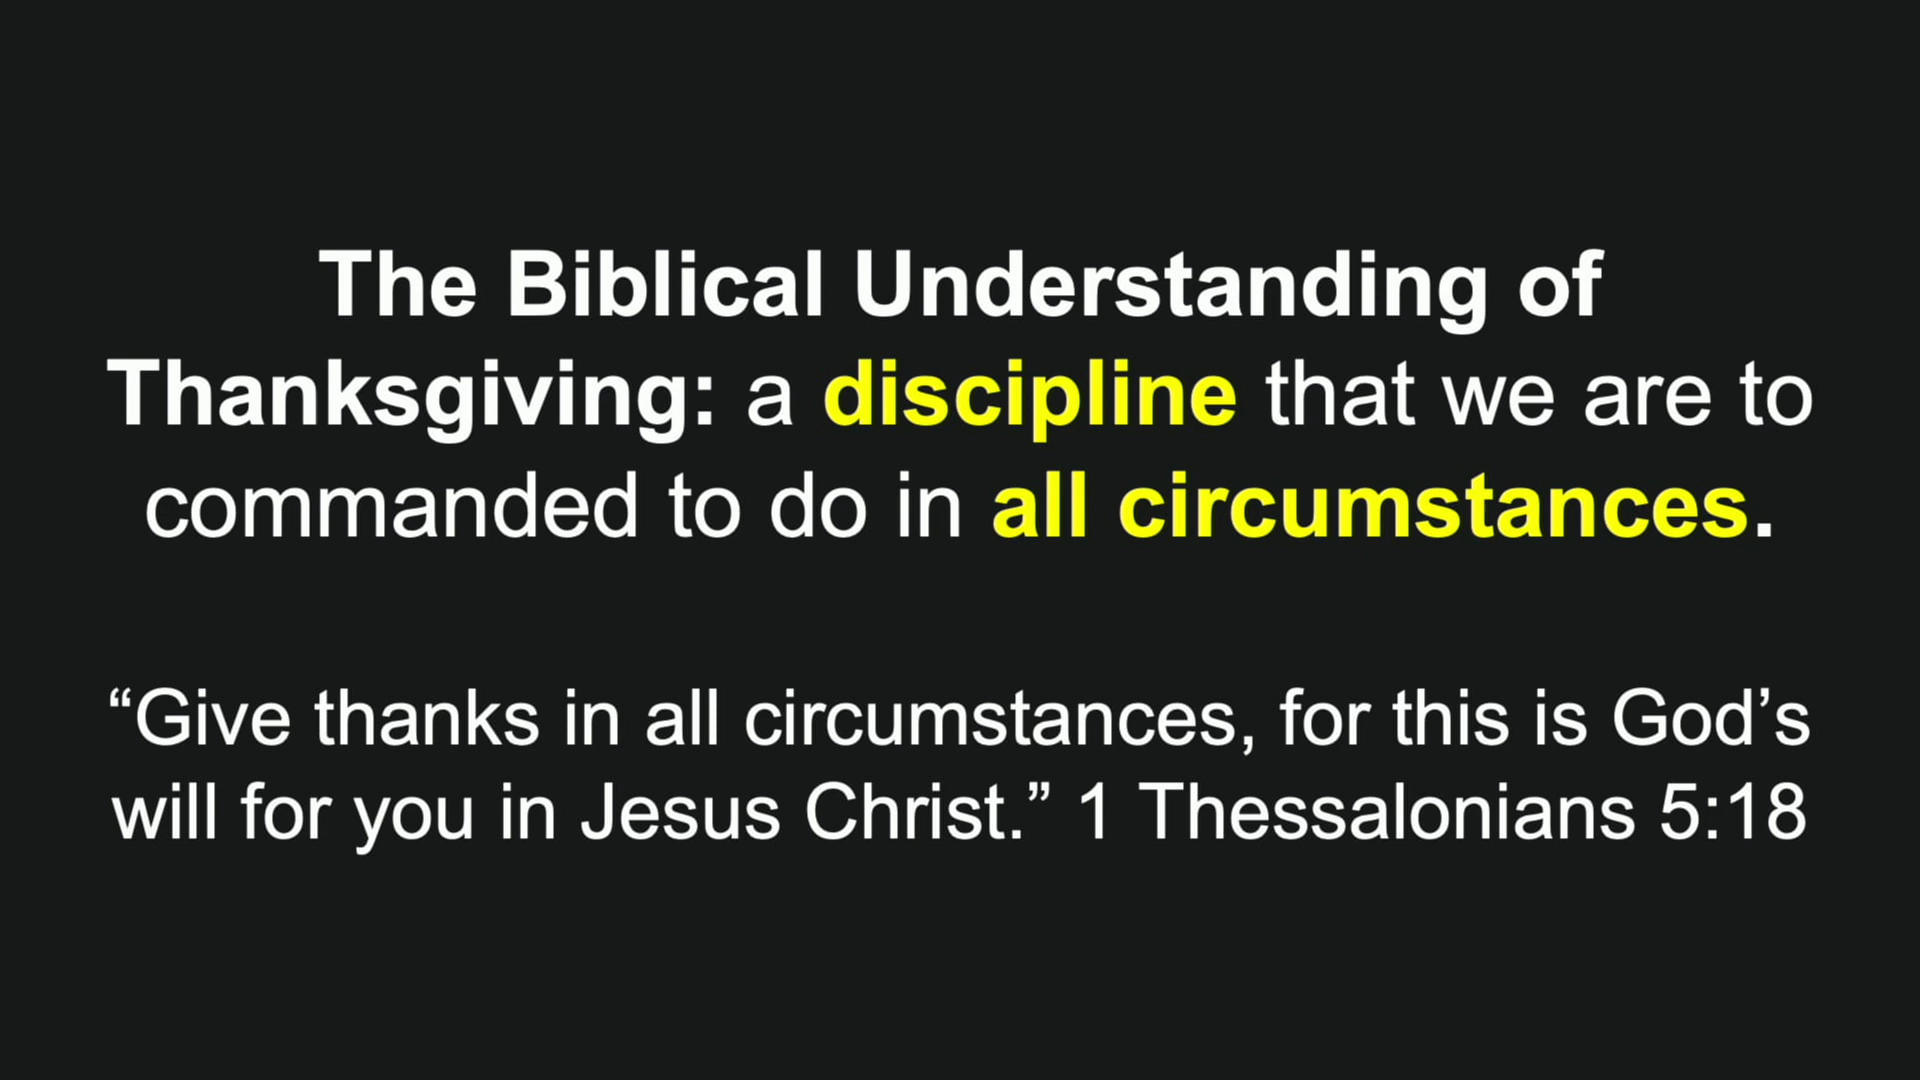 The Biblical Understanding of
Thanksgiving: a discipline that we are to
commanded to do in all circumstances.
“Give thanks in all circumstances, for this is God’s
will for you in Jesus Christ.” 1 Thessalonians 5:18